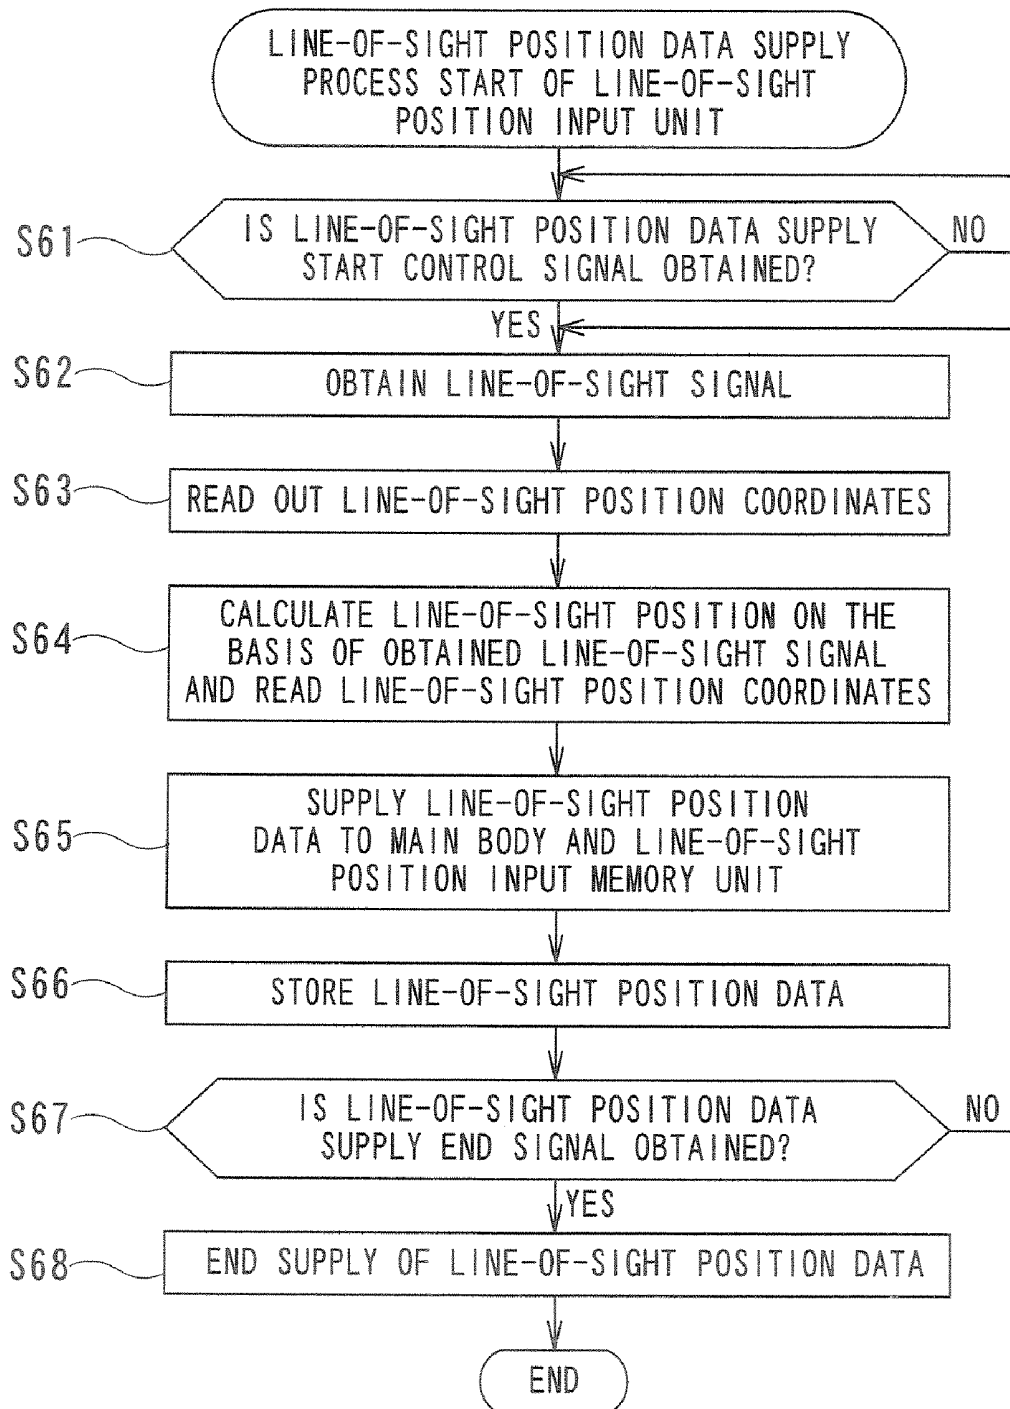 LINE-OF-SIGHT POSITION DATA SUPPLY
PROCESS START OF LINE-OF-SIGHT
POSITION INPUT UNIT
S61
IS LINE-OF-SIGHT POSITION DATA SUPPLY
START CONTROL SIGNAL OBTAINED?
NO
YES
S62
OBTAIN LINE-OF-SIGHT SIGNAL
S63
READ OUT LINE-OF-SIGHT POSITION COORDINATES
S64
CALCULATE LINE-OF-SIGHT POSITION ON THE
BASIS OF OBTAINED LINE-OF-SIGHT SIGNAL
AND READ LINE-OF-SIGHT POSITION COORDINATES
S65
SUPPLY LINE-OF-SIGHT POSITION
DATA TO MAIN BODY AND LINE-OF-SIGHT
POSITION INPUT MEMORY UNIT
S66
STORE LINE-OF-SIGHT POSITION DATA
S67
IS LINE-OF-SIGHT POSITION DATA
SUPPLY END SIGNAL OBTAINED?
NO
YES
S68
END SUPPLY OF LINE-OF-SIGHT POSITION DATA
END